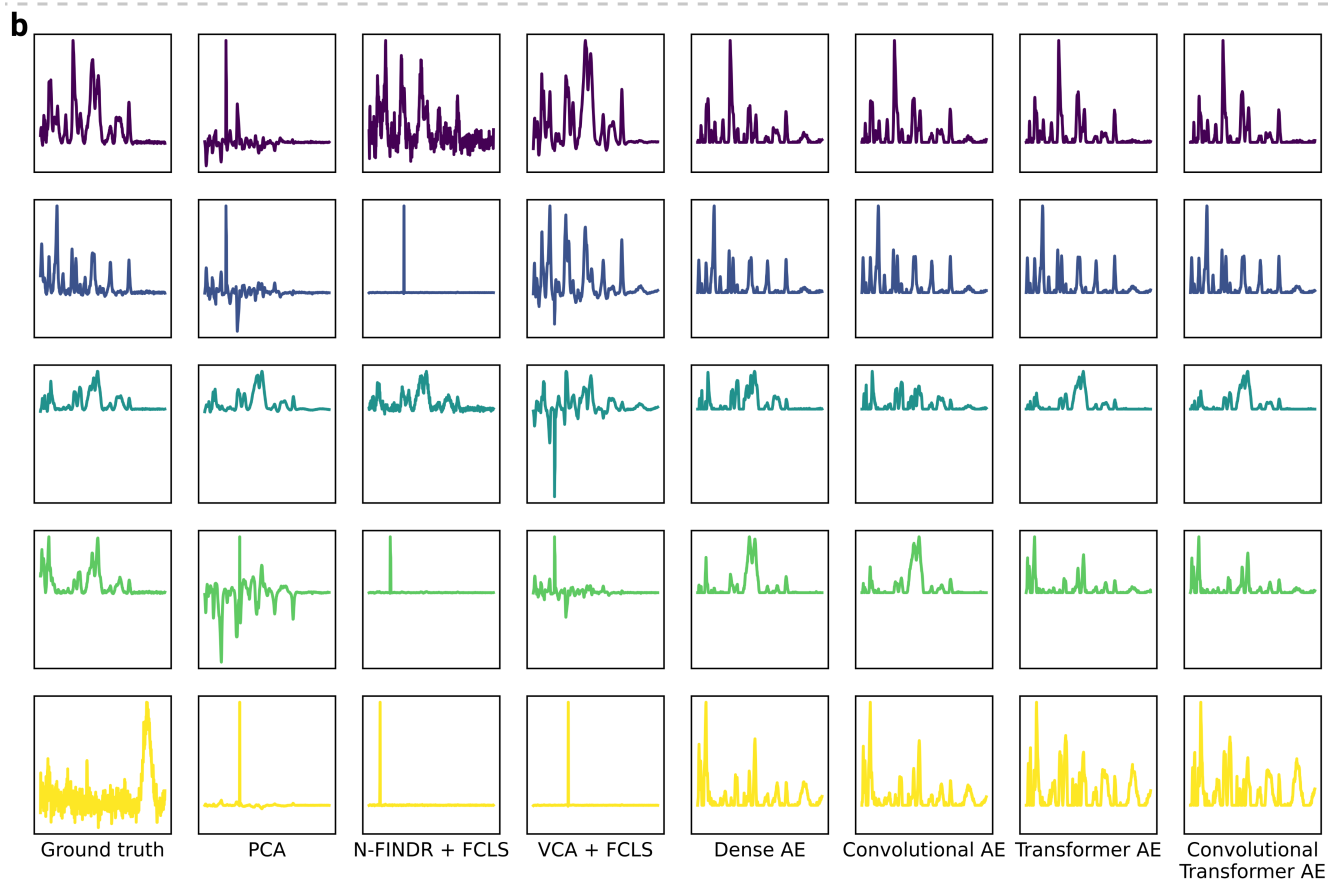 b
Ground truth
PCA
N-FINDR + FCLS
VCA + FCLS
Dense AE
Convolutional AE
Transformer AE
Convolutional
Transformer AE